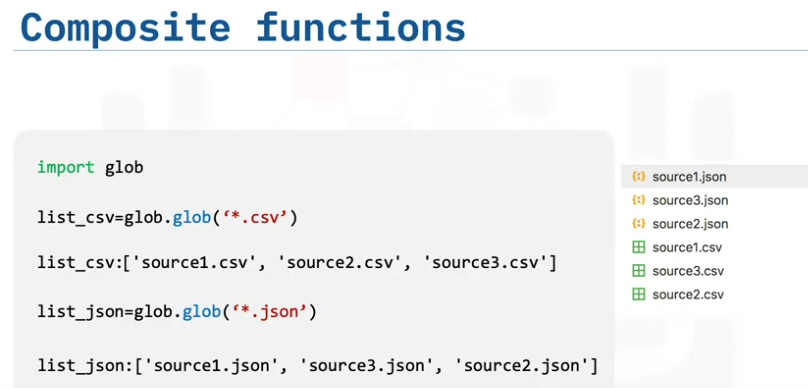 Composite functions
import glob
list_csv=glob.glob(‘*.csv’)
list_csv:['source1.csv', 'source2.csv', 'source3.csv']
list_json=glob.glob(‘*.json’)
list_json:['source1.json', 'source3.json', 'source2.json']
{:} source1.json
{:} source3.json
{:} source2.json
source1.csv
source3.csv
source2.csv